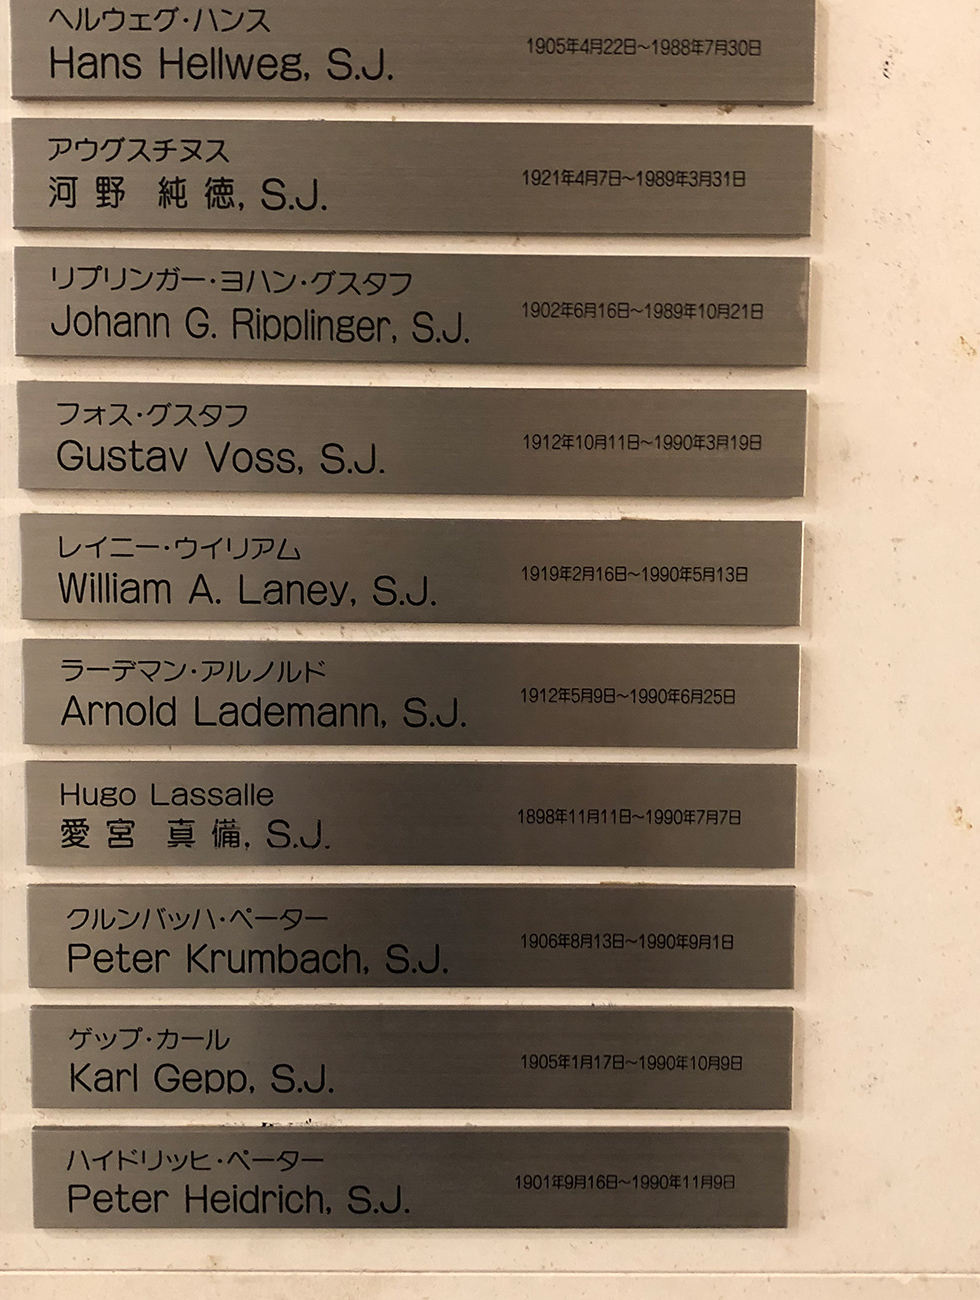 ヘルウェグ・ハンス
Hans Hellweg, S.J.
1905年4月22日～1988年7月30日
アウグスチヌス
河野 純徳, S.J.
1921年4月7日～1989年3月31日
リプリンガー・ヨハン・グスタフ
Johann G. Ripplinger, S.J.
1902年6月16日～1989年10月21日
フォス・グスタフ
Gustav Voss, S.J.
1912年10月11日～1990年3月19日
レイニー・ウイリアム
William A. Laney, S.J.
1919年2月16日～1990年5月13日
ラーデマン・アルノルド
Arnold Lademann, S.J.
1912年5月9日～1990年6月25日
Hugo Lassalle
愛宮 真備, S.J.
1898年11月11日～1990年7月7日
クルンバッハ・ペーター
Peter Krumbach, S.J.
1906年8月13日～1990年9月1日
ゲップ・カール
Karl Gepp, S.J.
1905年1月17日～1990年10月9日
ハイドリッヒ・ペーター
Peter Heidrich, S.J.
1901年9月16日～1990年11月9日